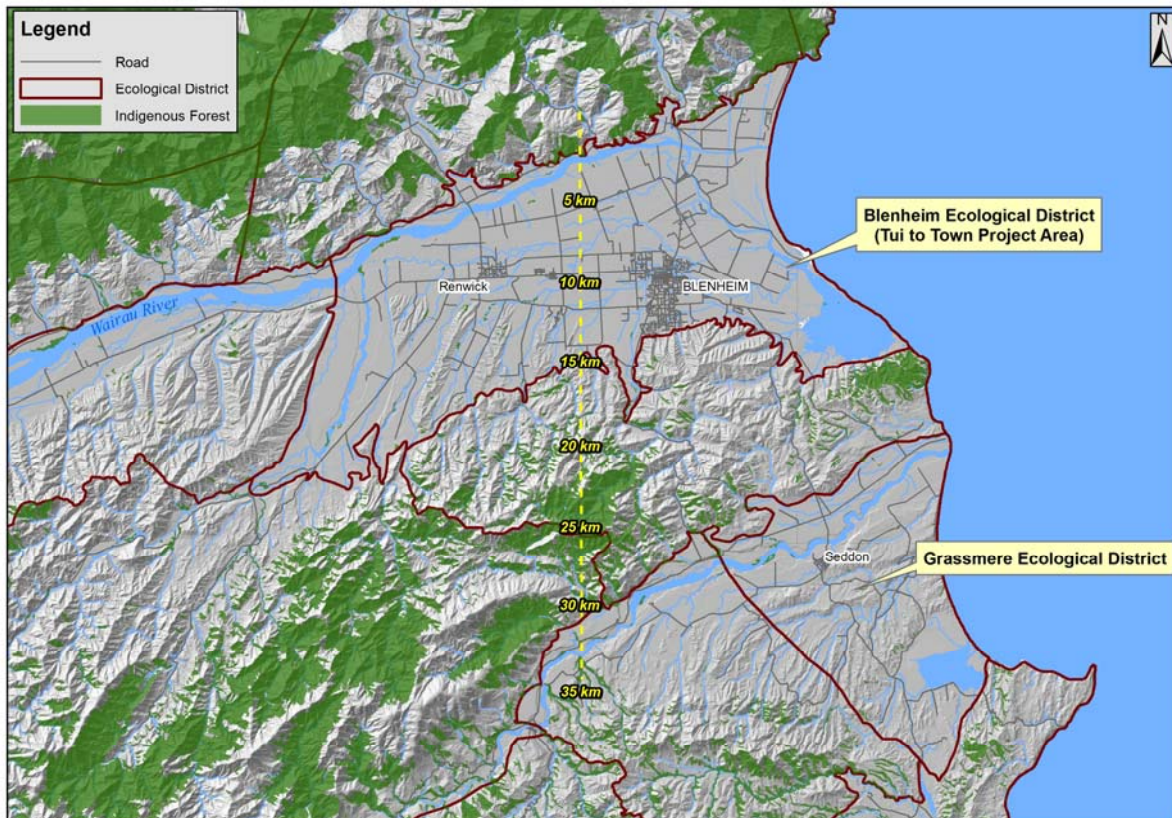 Legend
Road
Ecological District
Indigenous Forest
N
5 km
Blenheim Ecological District
(Tui to Town Project Area)
Renwick
10 km
BLENHEIM
Wairau River
15 km
20 km
25 km
Seddon
Grassmere Ecological District
30 km
35 km